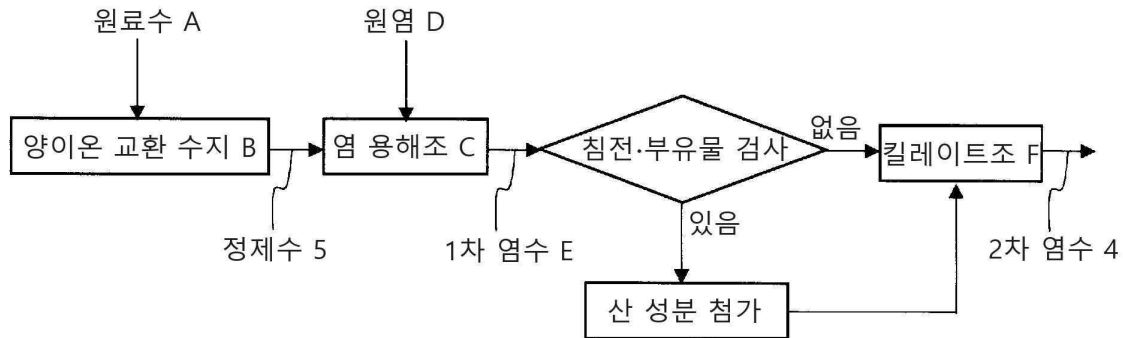 원료수 A
원염 D
양이온 교환 수지 B
염 용해조 C
침전·부유물 검사
없음
킬레이트조 F
정제수 5
1차 염수 E
있음
2차 염수 4
산 성분 첨가